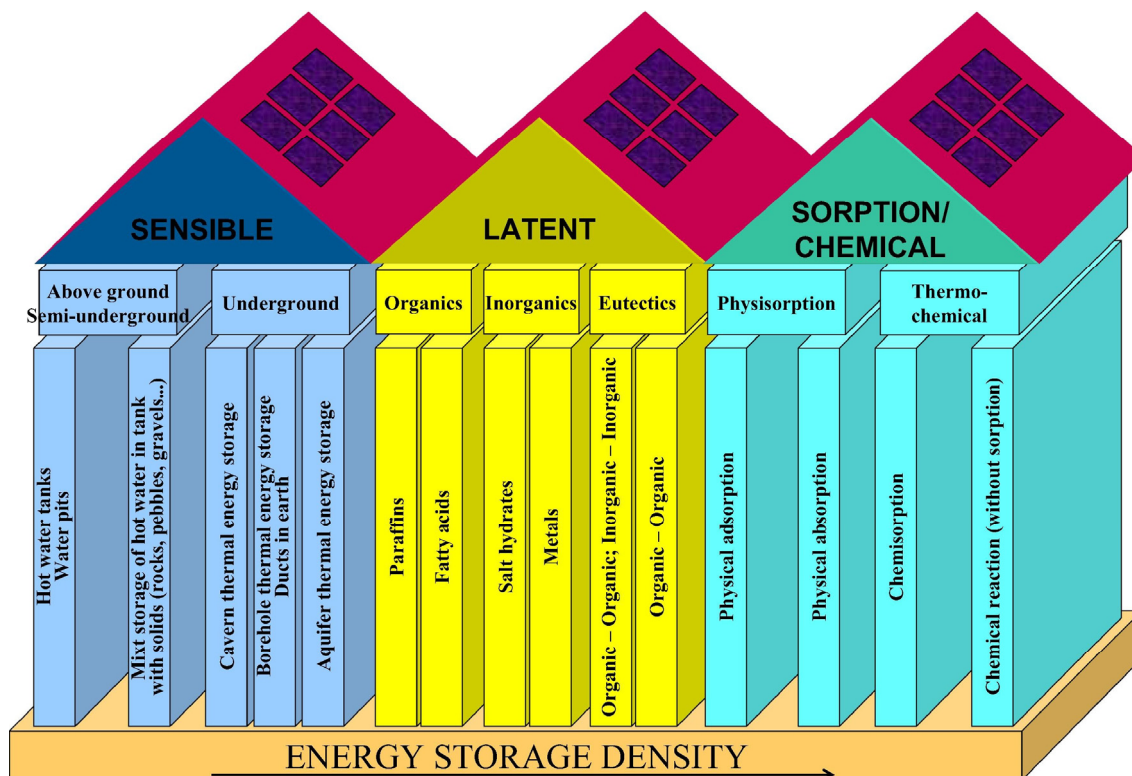 SENSIBLE
LATENT
SORPTION/
CHEMICAL
Above ground
Semi-underground
Underground
Organics
Inorganics
Eutectics
Physisorption
Thermo-
chemical
Hot water tanks
Water pits
Mixt storage of hot water in tank
with solids (rocks, pebbles, gravels...)
Cavern thermal energy storage
Borehole thermal energy storage
Ducts in earth
Aquifer thermal energy storage
Paraffins
Fatty acids
Salt hydrates
Metals
Organic – Organic; Inorganic – Inorganic
Organic – Organic
Physical adsorption
Physical absorption
Chemisorption
Chemical reaction (without sorption)
ENERGY STORAGE DENSITY